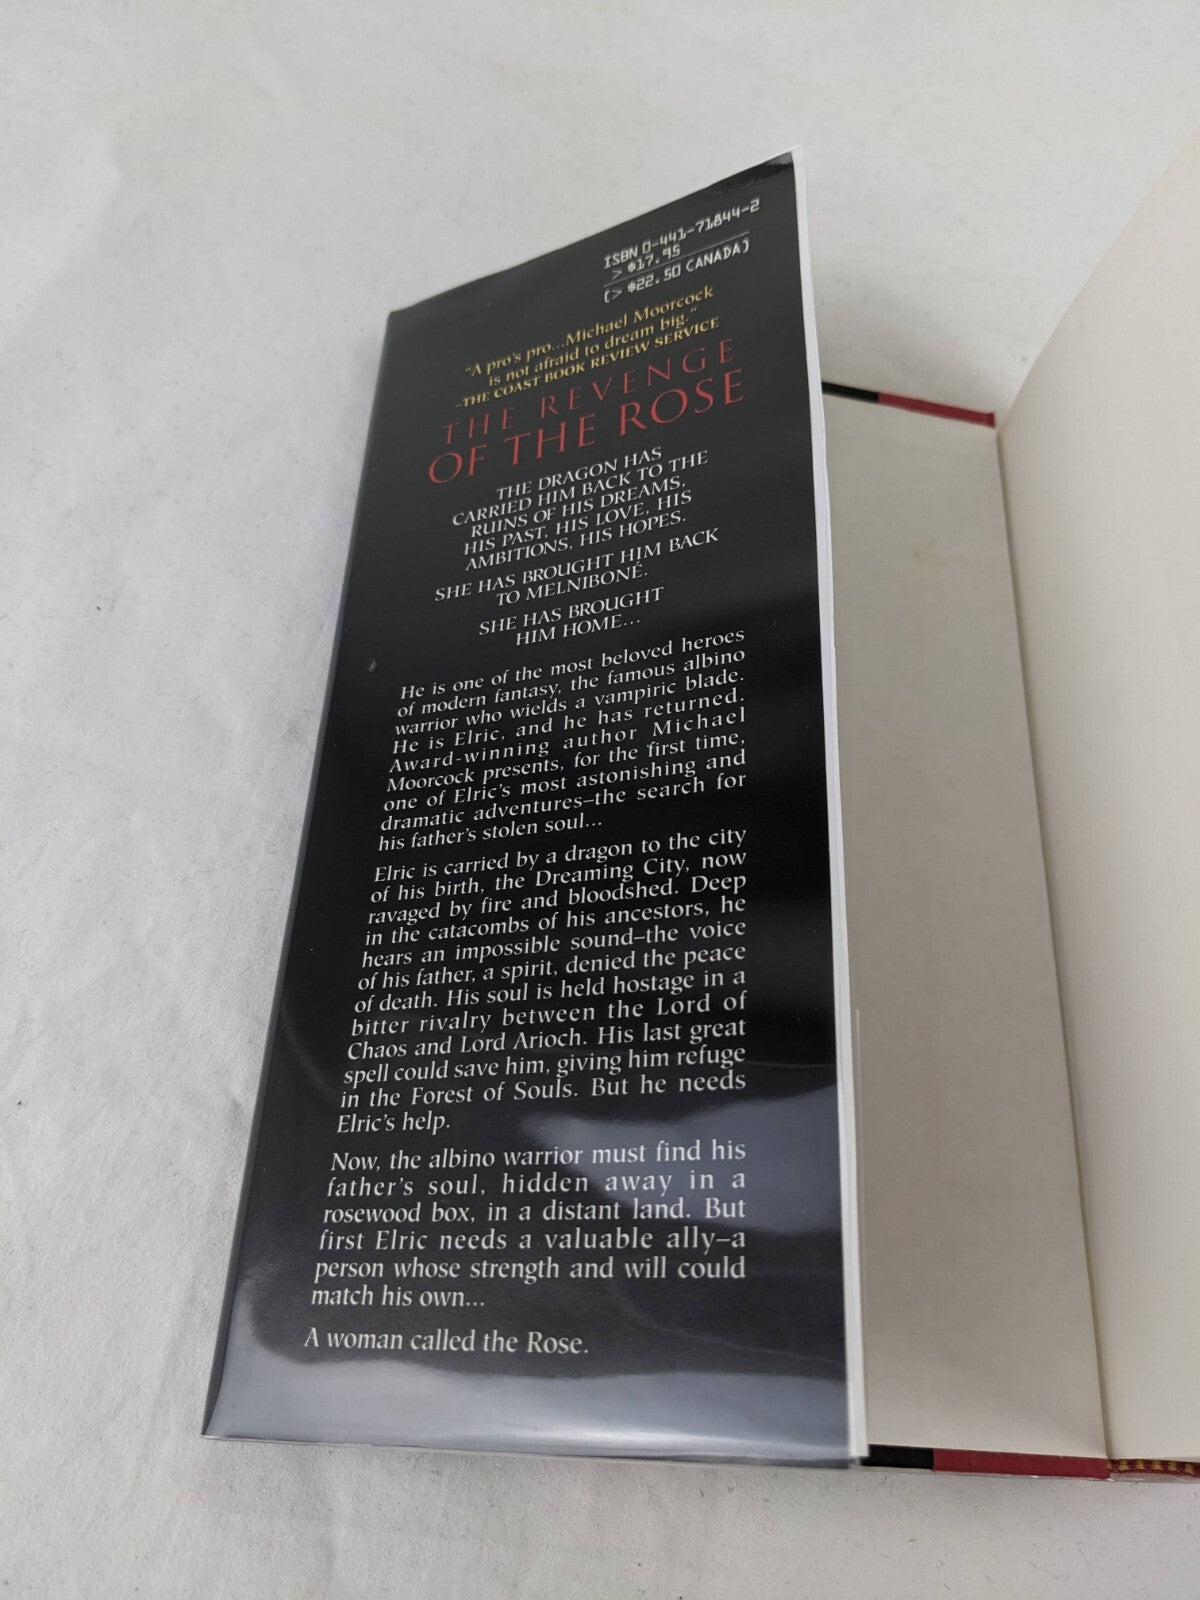 ISBN 0-441-71844-2
> $17.95
(> $22.50 CANADA)
"A pro's pro...Michael Moorcock
is not afraid to dream big."
-THE COAST BOOK REVIEW SERVICE
THE REVENGE
OF THE ROSE
THE DRAGON HAS
CARRIED HIM BACK TO THE
RUINS OF HIS DREAMS,
HIS PAST, HIS LOVE, HIS
AMBITIONS, HIS HOPES.
SHE HAS BROUGHT HIM BACK
TO MELNIBONÉ.
SHE HAS BROUGHT
HIM HOME...
He is one of the most beloved heroes
of modern fantasy, the famous albino
warrior who wields a vampiric blade.
He is Elric, and he has returned.
Award-winning author Michael
Moorcock presents, for the first time,
one of Elric's most astonishing and
dramatic adventures–the search for
his father's stolen soul...
Elric is carried by a dragon to the city
of his birth, the Dreaming City, now
ravaged by fire and bloodshed. Deep
in the catacombs of his ancestors, he
hears an impossible sound–the voice
of his father, a spirit, denied the peace
of death. His soul is held hostage in a
bitter rivalry between the Lord of
Chaos and Lord Arioch. His last great
spell could save him, giving him refuge
in the Forest of Souls. But he needs
Elric's help.
Now, the albino warrior must find his
father's soul, hidden away in a
rosewood box, in a distant land. But
first Elric needs a valuable ally–a
person whose strength and will could
match his own...
A woman called the Rose.